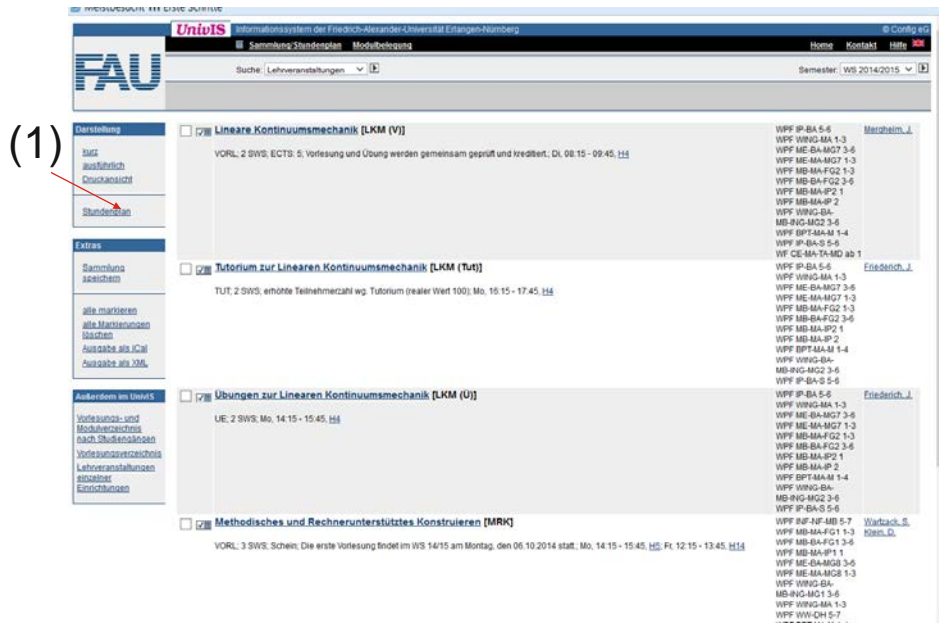 Meistbesucht Erste Schritte
UnivIS Informationssystem der Friedrich-Alexander-Universität Erlangen-Nürnberg © Config eG
Sammlung/Stundenplan Modulbelegung Home Kontakt Hilfe
FAU
Suche: Lehrveranstaltungen Semester: WS 2014/2015
(1)
Darstellung
kurz
ausführlich
Druckansicht
Stundenplan
Extras
Sammlung
speichern
alle markieren
alle Markierungen
löschen
Ausgabe als iCal
Ausgabe als XML
Außerdem im UnivIS
Vorlesungs- und
Modulverzeichnis
nach Studiengängen
Vorlesungsverzeichnis
Lehrveranstaltungen
einzelner
Einrichtungen
Lineare Kontinuumsmechanik [LKM (V)]
VORL; 2 SWS; ECTS: 5; Vorlesung und Übung werden gemeinsam geprüft und kreditiert.; Di, 08:15 - 09:45, H4
WPF IP-BA 5-6
WPF WING-MA 1-3
WPF ME-BA-MG7 3-6
WPF ME-MA-MG7 1-3
WPF MB-MA-FG2 1-3
WPF MB-BA-FG2 3-6
WPF MB-MA-IP2 1
WPF MB-MA-IP 2
WPF WING-BA-
MB-ING-MG2 3-6
WPF BPT-MA-M 1-4
WPF IP-BA-S 5-6
WF CE-MA-TA-MD ab 1
Mergheim, J.
Tutorium zur Linearen Kontinuumsmechanik [LKM (Tut)]
TUT; 2 SWS; erhöhte Teilnehmerzahl wg. Tutorium (realer Wert 100); Mo, 16:15 - 17:45, H4
WPF IP-BA 5-6
WPF WING-MA 1-3
WPF ME-BA-MG7 3-6
WPF ME-MA-MG7 1-3
WPF MB-MA-FG2 1-3
WPF MB-BA-FG2 3-6
WPF MB-MA-IP2 1
WPF MB-MA-IP 2
WPF BPT-MA-M 1-4
WPF WING-BA-
MB-ING-MG2 3-6
WPF IP-BA-S 5-6
Friederich, J.
Übungen zur Linearen Kontinuumsmechanik [LKM (Ü)]
UE; 2 SWS; Mo, 14:15 - 15:45, H4
WPF IP-BA 5-6
WPF WING-MA 1-3
WPF ME-BA-MG7 3-6
WPF ME-MA-MG7 1-3
WPF MB-MA-FG2 1-3
WPF MB-BA-FG2 3-6
WPF MB-MA-IP2 1
WPF MB-MA-IP 2
WPF BPT-MA-M 1-4
WPF WING-BA-
MB-ING-MG2 3-6
WPF IP-BA-S 5-6
Friederich, J.
Methodisches und Rechnerunterstütztes Konstruieren [MRK]
VORL; 3 SWS; Schein; Die erste Vorlesung findet im WS 14/15 am Montag, den 06.10.2014 statt.; Mo, 14:15 - 15:45, H5; Fr, 12:15 - 13:45, H14
WPF INF-NF-MB 5-7
WPF MB-MA-FG1 1-3
WPF MB-BA-FG1 3-6
WPF MB-MA-IP1 1
WPF ME-BA-MG8 3-6
WPF ME-MA-MG8 1-3
WPF WING-BA-
MB-ING-MG1 3-6
WPF WING-MA 1-3
WPF WW-DH 5-7
Wartzack, S.
Klein, D.